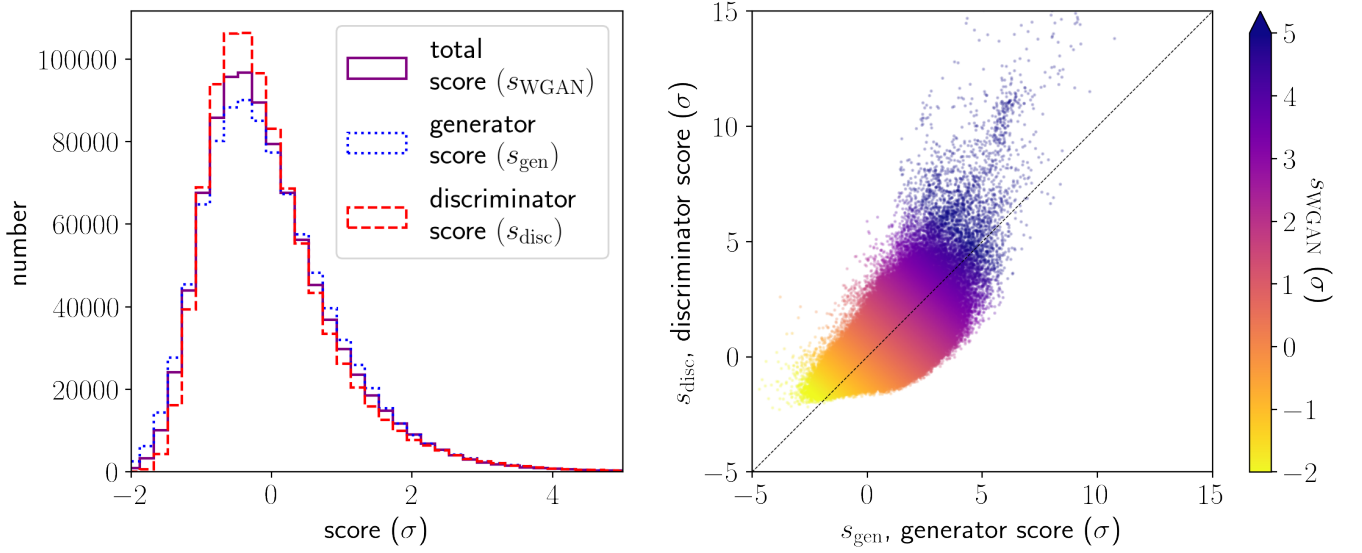 100000
80000
60000
40000
20000
0
number
−2
0
2
4
score (σ)
total
score (s_WGAN)
generator
score (s_gen)
discriminator
score (s_disc)
15
10
5
0
−5
s_disc, discriminator score (σ)
−5
0
5
10
15
s_gen, generator score (σ)
5
4
3
2
1
0
−1
−2
s_WGAN (σ)